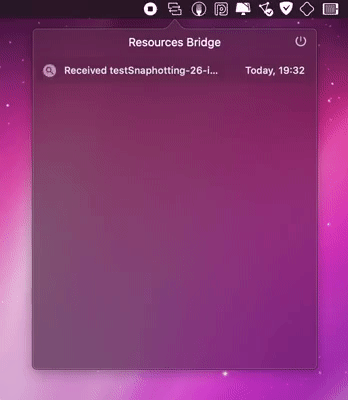 Resources Bridge
Received testSnaphotting-26-i... Today, 19:32